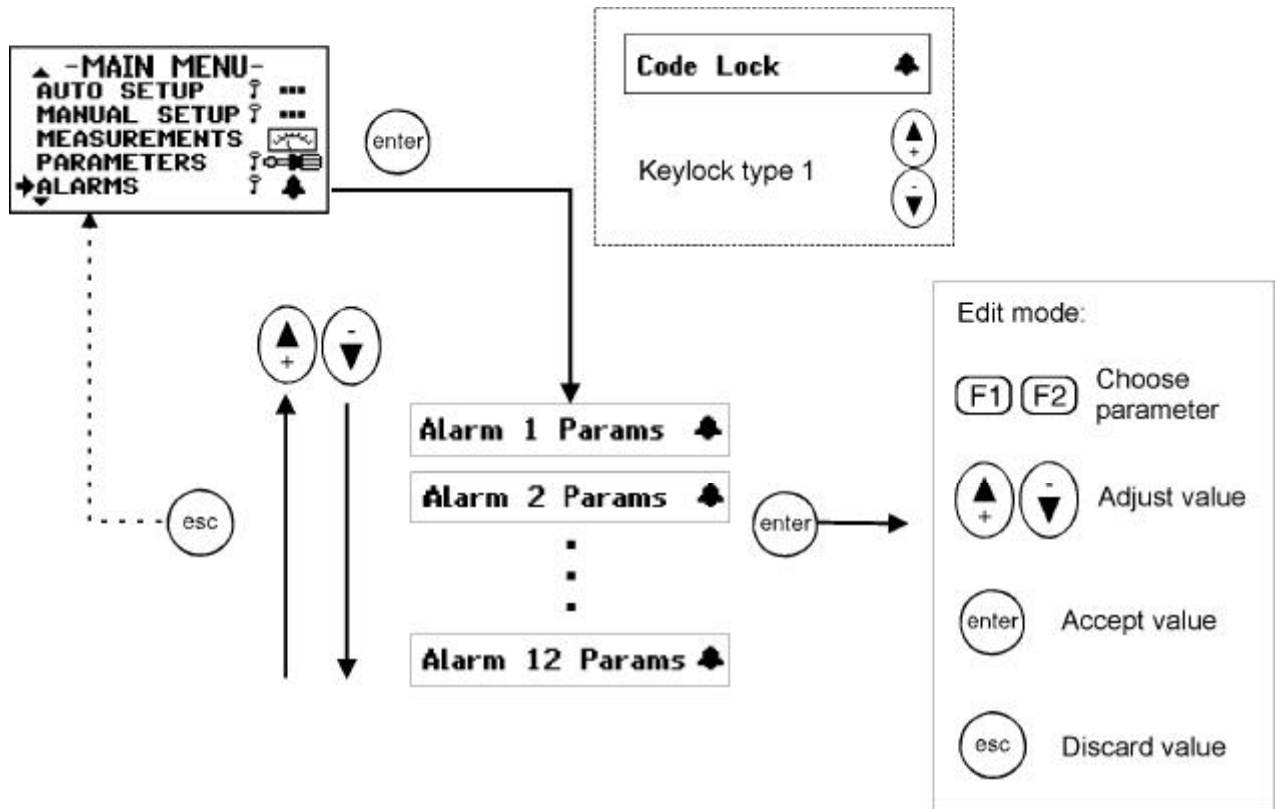 -MAIN MENU-
AUTO SETUP
MANUAL SETUP
MEASUREMENTS
PARAMETERS
ALARMS
enter
Code Lock
Keylock type 1
+
-
+
-
Alarm 1 Params
Alarm 2 Params
Alarm 12 Params
esc
enter
Edit mode:
F1 F2 Choose
parameter
+
-
Adjust value
enter Accept value
esc Discard value